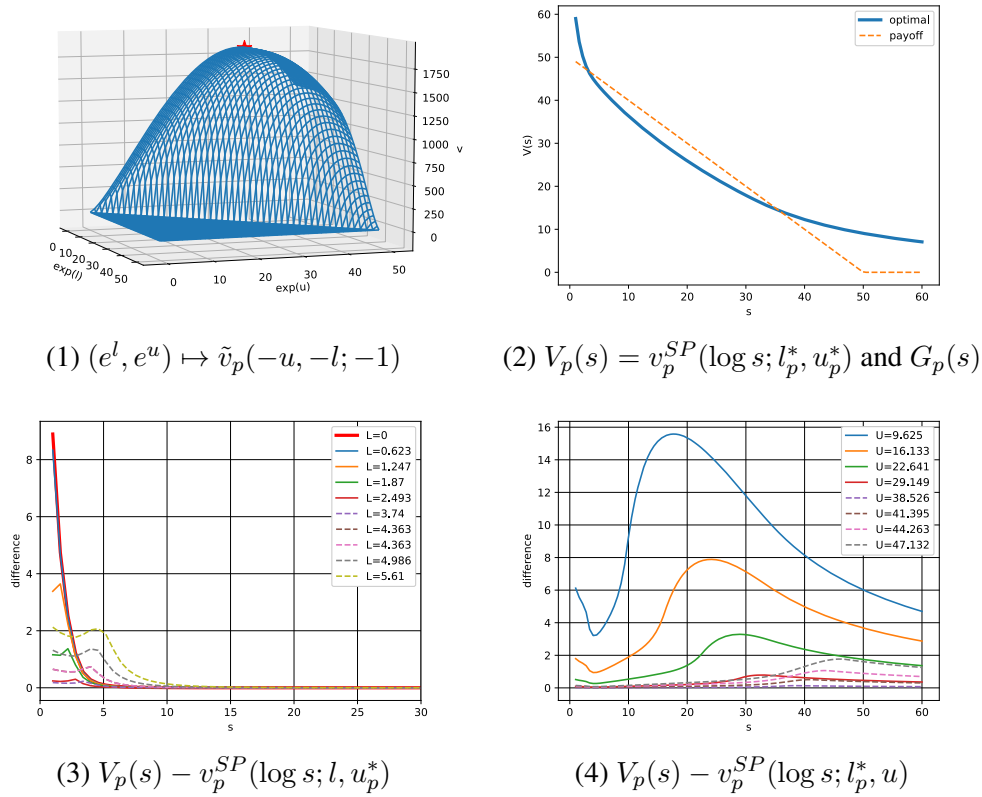 1750
1500
1250
1000
750
500
250
0
v
0
10
20
30
40
50
exp(l)
0
10
20
30
40
50
exp(u)
optimal
payoff
60
50
40
30
20
10
0
V(s)
0
10
20
30
40
50
60
s
(1) (e^l, e^u) ↦ ṽ_p(−u, −l; −1)
(2) V_p(s) = v_p^{SP}(log s; l_p^*, u_p^*) and G_p(s)
L=0
L=0.623
L=1.247
L=1.87
L=2.493
L=3.74
L=4.363
L=4.363
L=4.986
L=5.61
8
6
4
2
0
difference
0
5
10
15
20
25
30
s
U=9.625
U=16.133
U=22.641
U=29.149
U=38.526
U=41.395
U=44.263
U=47.132
16
14
12
10
8
6
4
2
0
difference
0
10
20
30
40
50
60
s
(3) V_p(s) − v_p^{SP}(log s; l, u_p^*)
(4) V_p(s) − v_p^{SP}(log s; l_p^*, u)